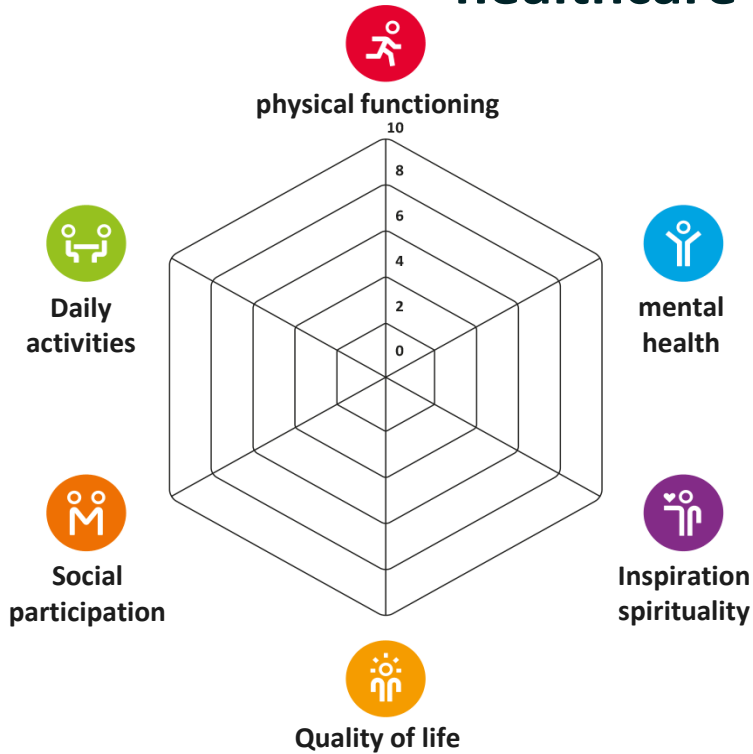 healthcare
physical functioning
10
8
6
4
2
0
Daily
activities
mental
health
Social
participation
Inspiration
spirituality
Quality of life